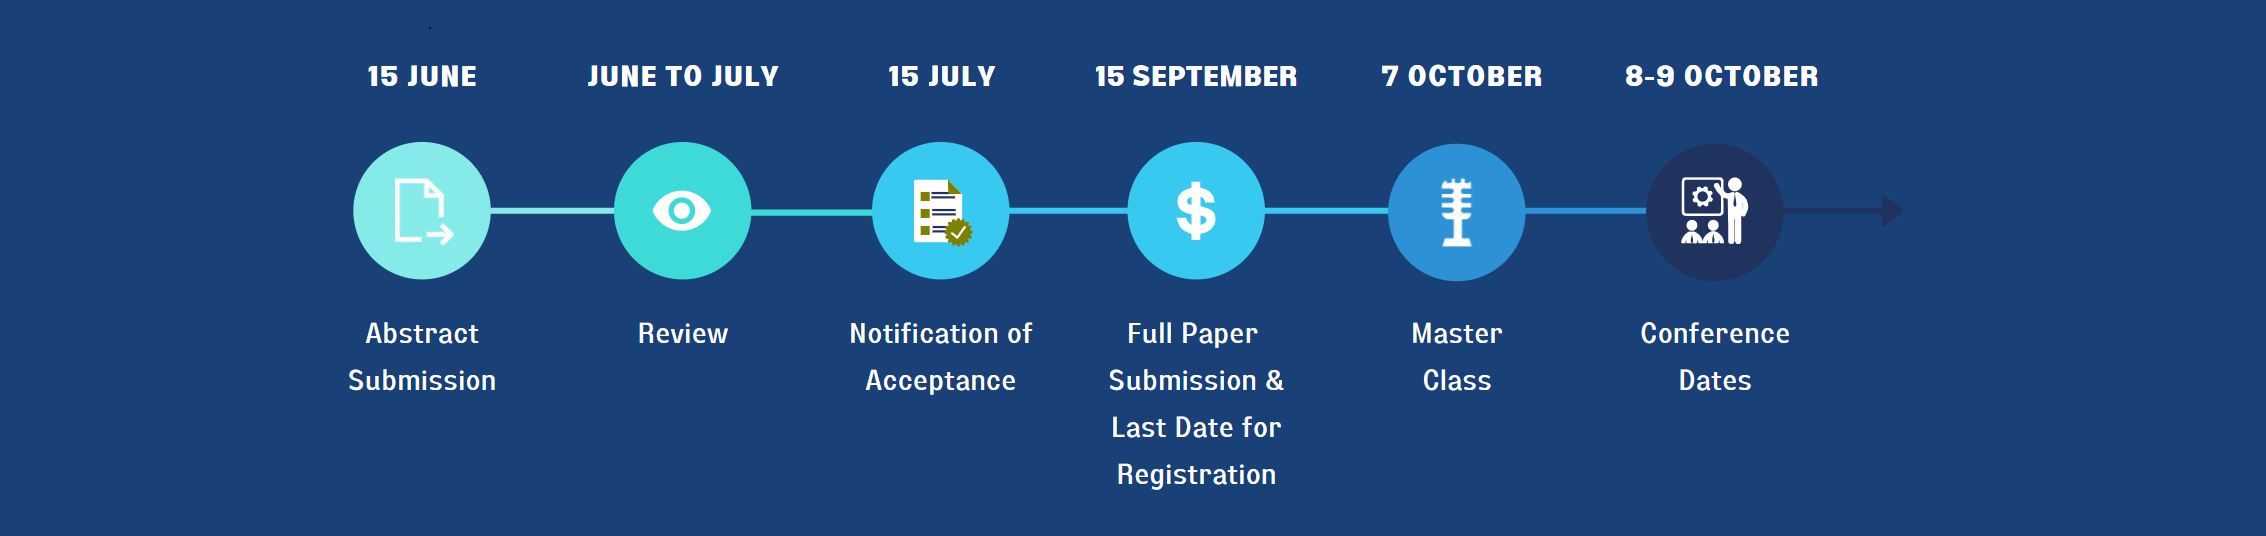 15 JUNE
JUNE TO JULY
15 JULY
15 SEPTEMBER
7 OCTOBER
8-9 OCTOBER
Abstract
Submission
Review
Notification of
Acceptance
Full Paper
Submission &
Last Date for
Registration
Master
Class
Conference
Dates